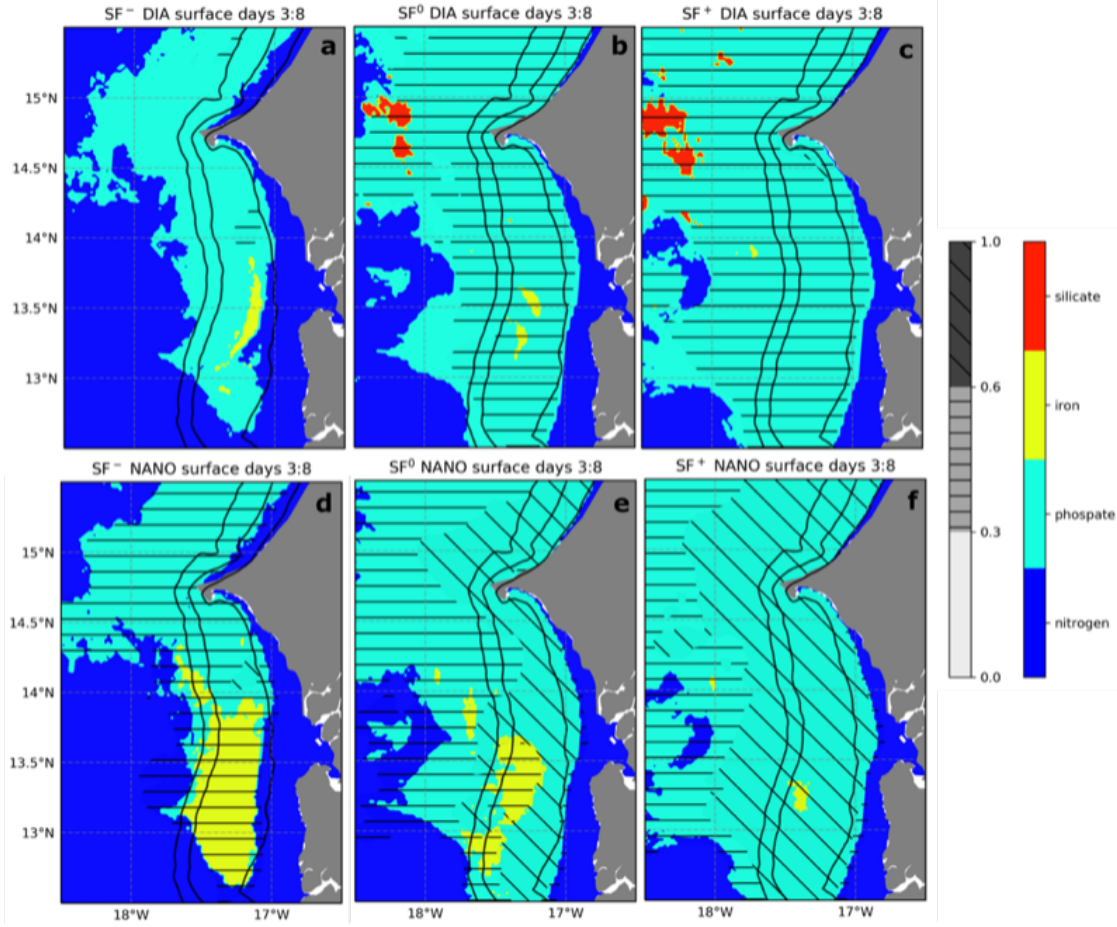 SF⁻ DIA surface days 3:8
SF⁰ DIA surface days 3:8
SF⁺ DIA surface days 3:8
a
b
c
15°N
14.5°N
14°N
13.5°N
13°N
SF⁻ NANO surface days 3:8
SF⁰ NANO surface days 3:8
SF⁺ NANO surface days 3:8
d
e
f
15°N
14.5°N
14°N
13.5°N
13°N
18°W
17°W
18°W
17°W
18°W
17°W
1.0
0.6
0.3
0.0
silicate
iron
phospate
nitrogen